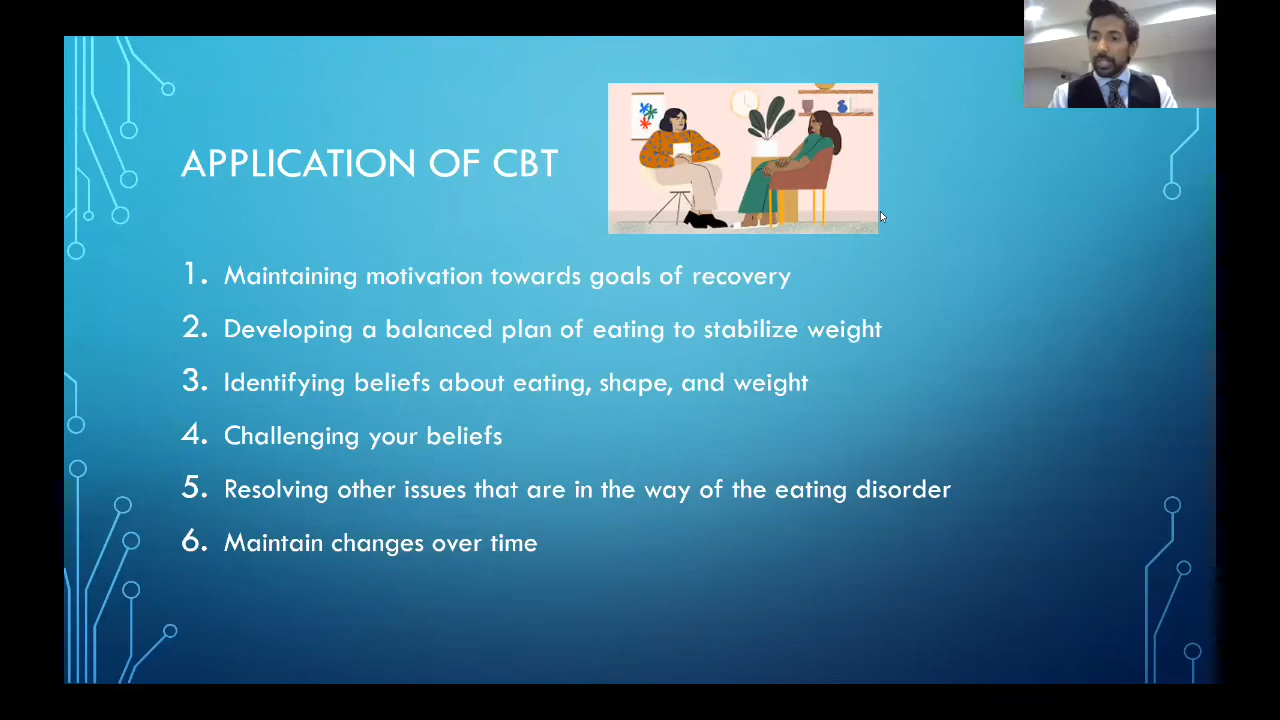 APPLICATION OF CBT
1. Maintaining motivation towards goals of recovery
2. Developing a balanced plan of eating to stabilize weight
3. Identifying beliefs about eating, shape, and weight
4. Challenging your beliefs
5. Resolving other issues that are in the way of the eating disorder
6. Maintain changes over time